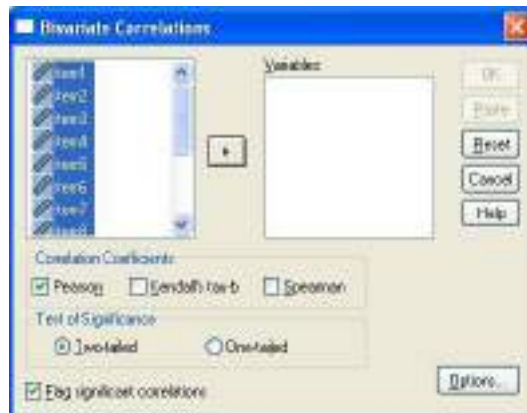 Bivariate Correlations
item1
item2
item3
item4
item5
item6
item7
item8
Variables:
OK
Paste
Reset
Cancel
Help
Correlation Coefficients
Pearson
Kendall's tau-b
Spearman
Test of Significance
Two-tailed
One-tailed
Flag significant correlations
Options...